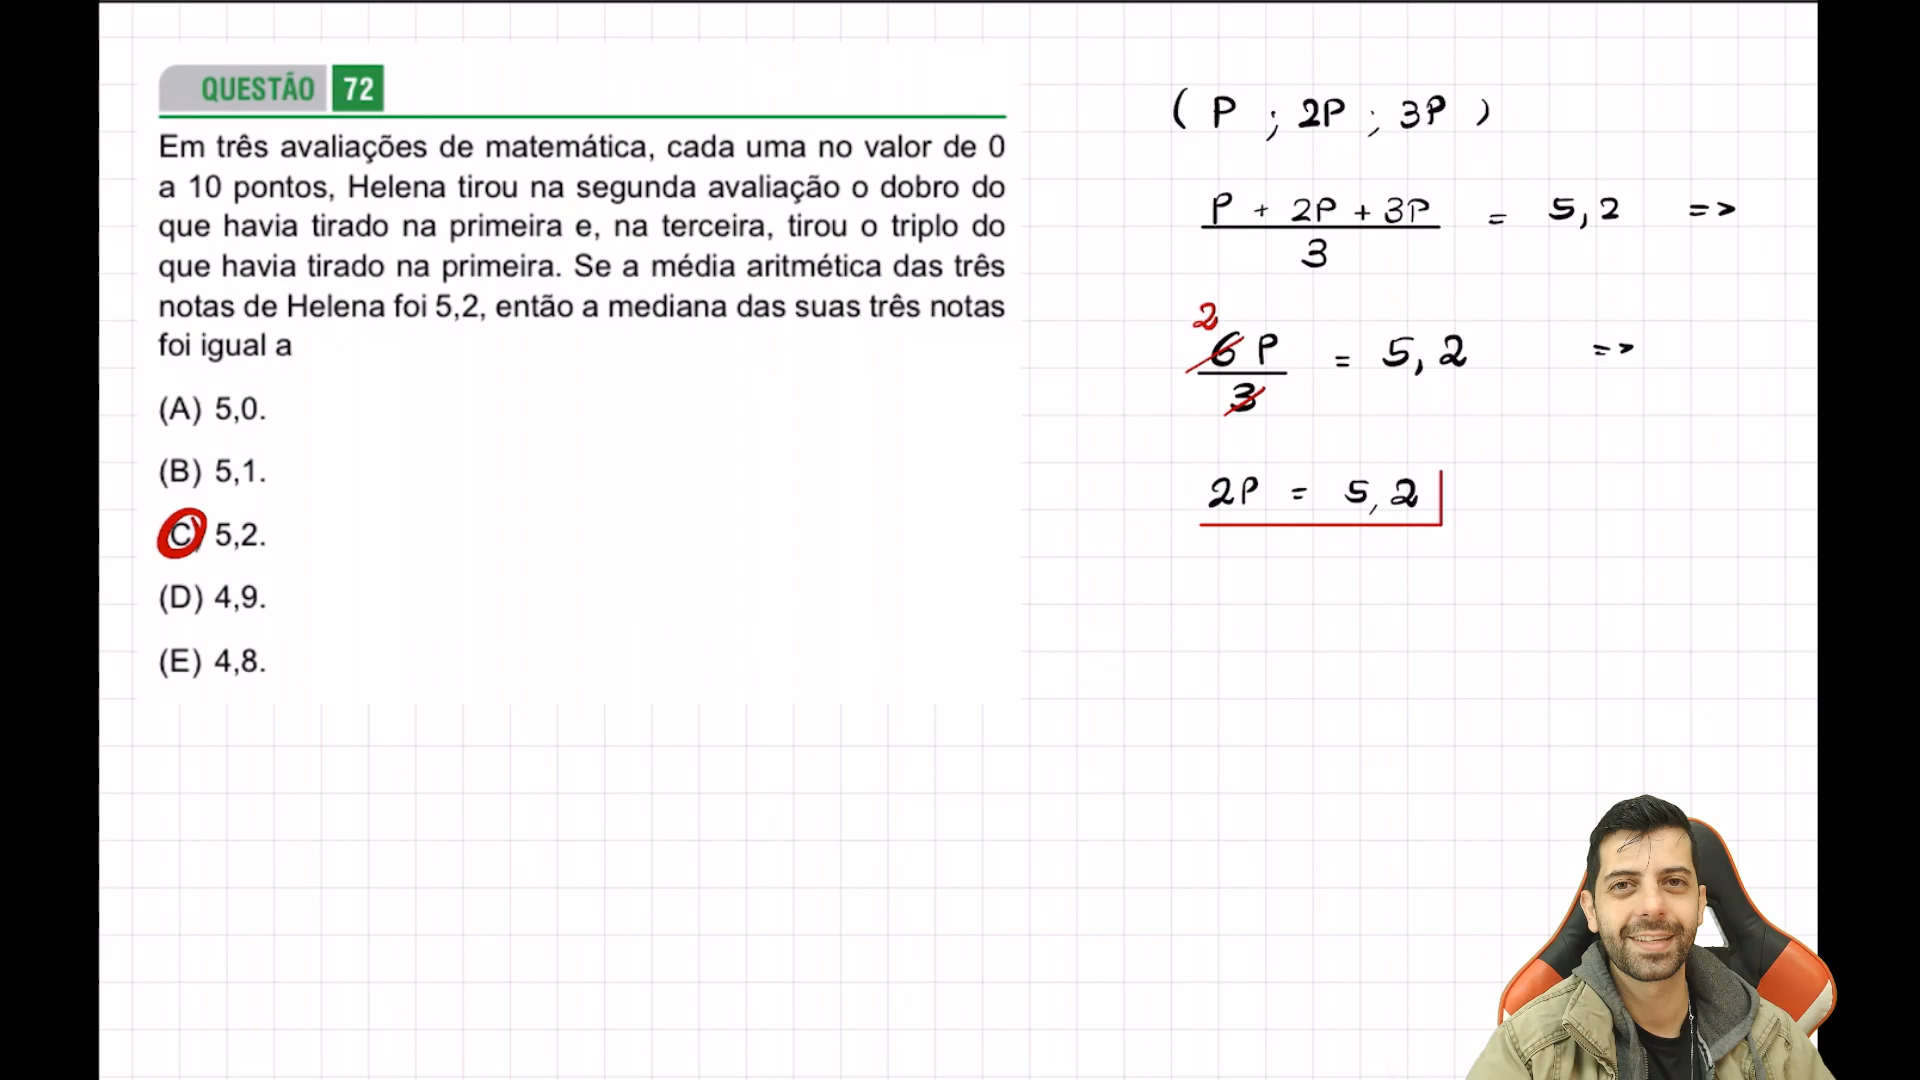 QUESTÃO 72
Em três avaliações de matemática, cada uma no valor de 0
a 10 pontos, Helena tirou na segunda avaliação o dobro do
que havia tirado na primeira e, na terceira, tirou o triplo do
que havia tirado na primeira. Se a média aritmética das três
notas de Helena foi 5,2, então a mediana das suas três notas
foi igual a
(A) 5,0.
(B) 5,1.
(C) 5,2.
(D) 4,9.
(E) 4,8.
( P ; 2P ; 3P )
P + 2P + 3P = 5,2 =>
3
2
6P = 5,2 =>
3
2P = 5,2